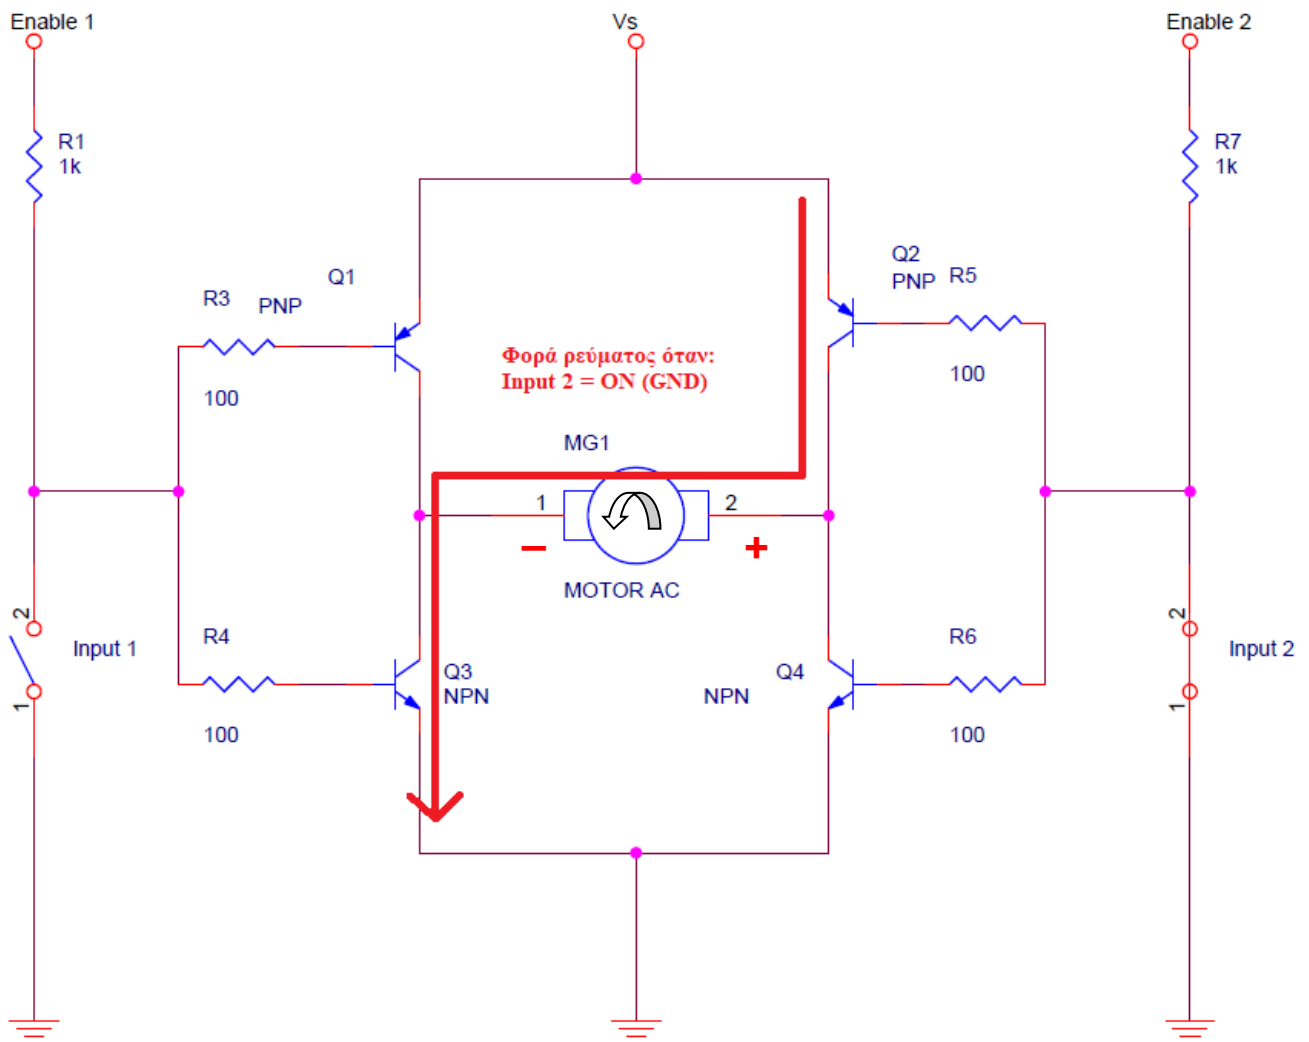 Enable 1
Vs
Enable 2
R1
1k
R7
1k
Q1
Q2
PNP
R5
R3
PNP
100
100
Φορά ρεύματος όταν:
Input 2 = ON (GND)
MG1
1
2
−
+
MOTOR AC
2
1
Input 1
R4
100
Q3
NPN
Q4
NPN
R6
100
2
1
Input 2